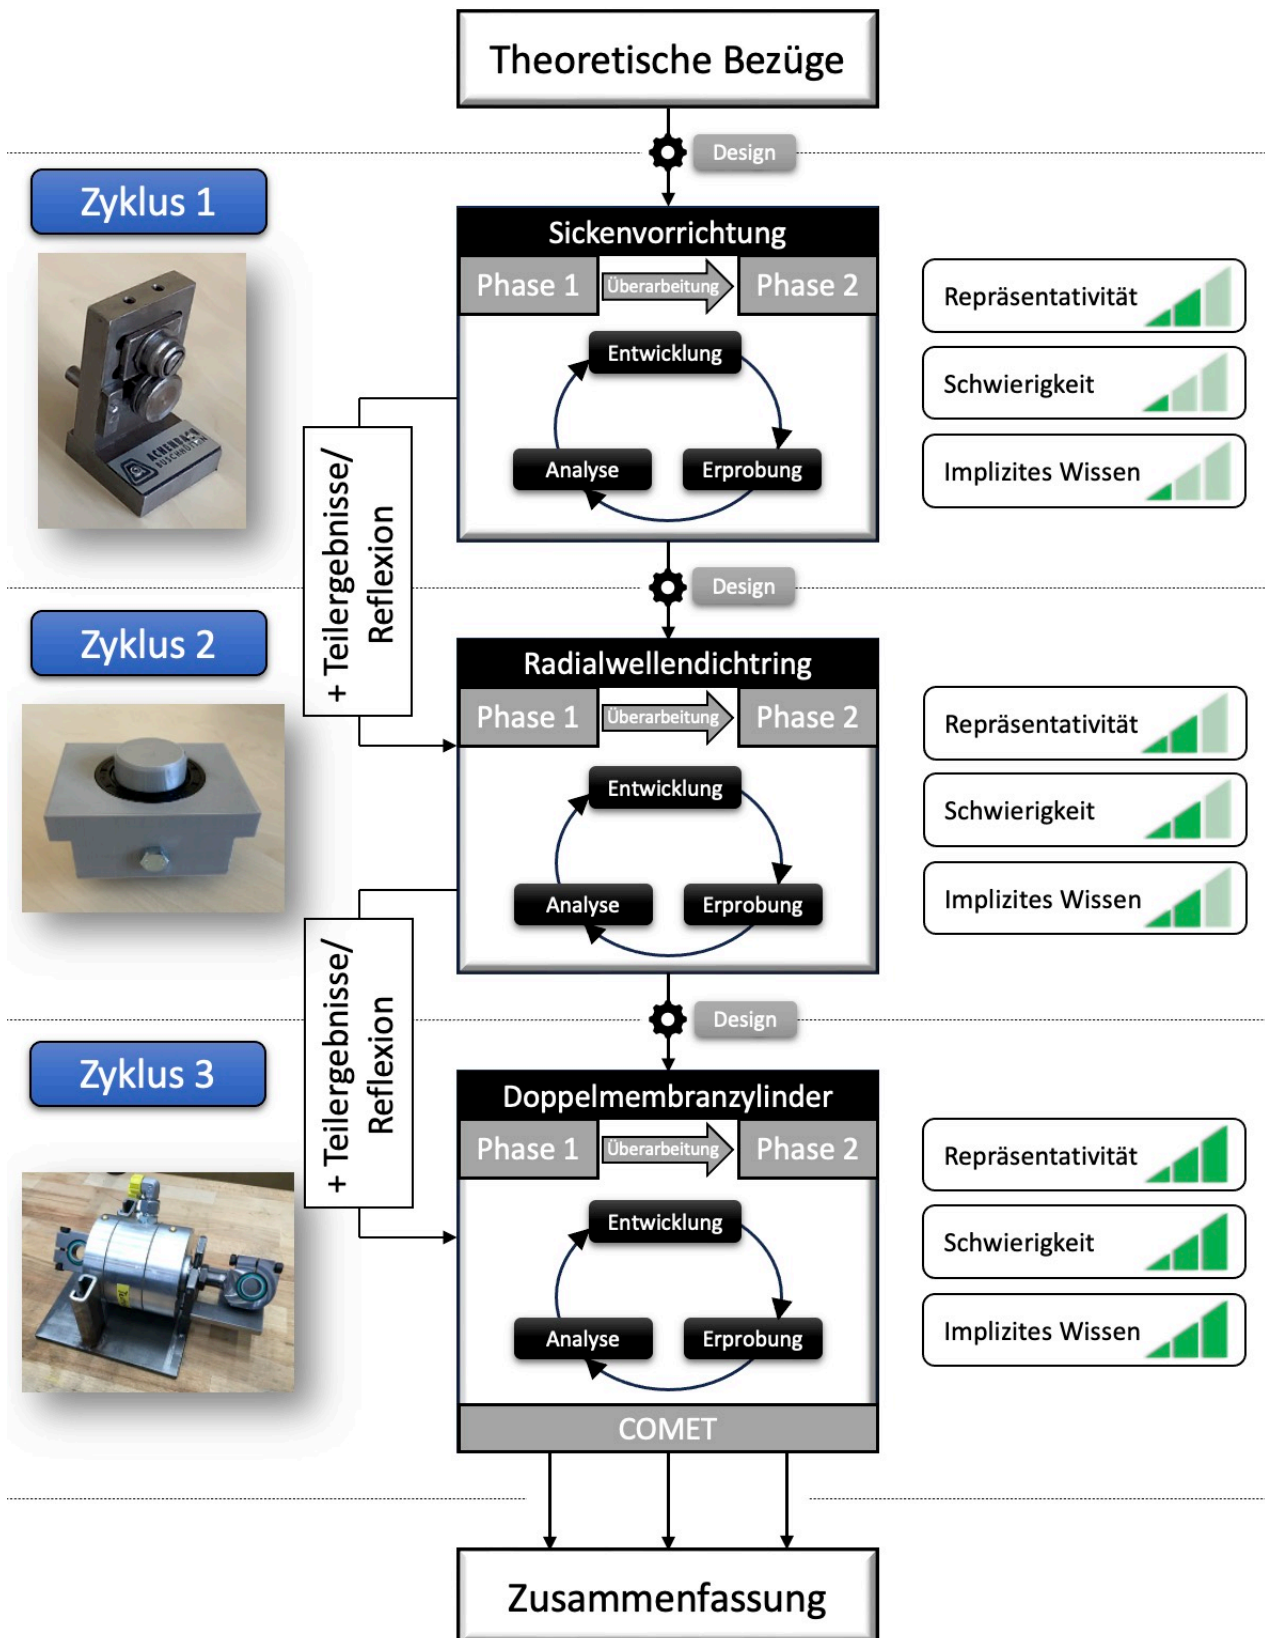 Theoretische Bezüge
Design
Zyklus 1
Sickenvorrichtung
Phase 1
Überarbeitung
Phase 2
Entwicklung
Analyse
Erprobung
Repräsentativität
Schwierigkeit
Implizites Wissen
ACHENBACH
BUSCHHÜTTEN
+ Teilergebnisse/
Reflexion
Design
Zyklus 2
Radialwellendichtring
Phase 1
Überarbeitung
Phase 2
Entwicklung
Analyse
Erprobung
Repräsentativität
Schwierigkeit
Implizites Wissen
+ Teilergebnisse/
Reflexion
Design
Zyklus 3
Doppelmembranzylinder
Phase 1
Überarbeitung
Phase 2
Entwicklung
Analyse
Erprobung
COMET
Repräsentativität
Schwierigkeit
Implizites Wissen
Zusammenfassung